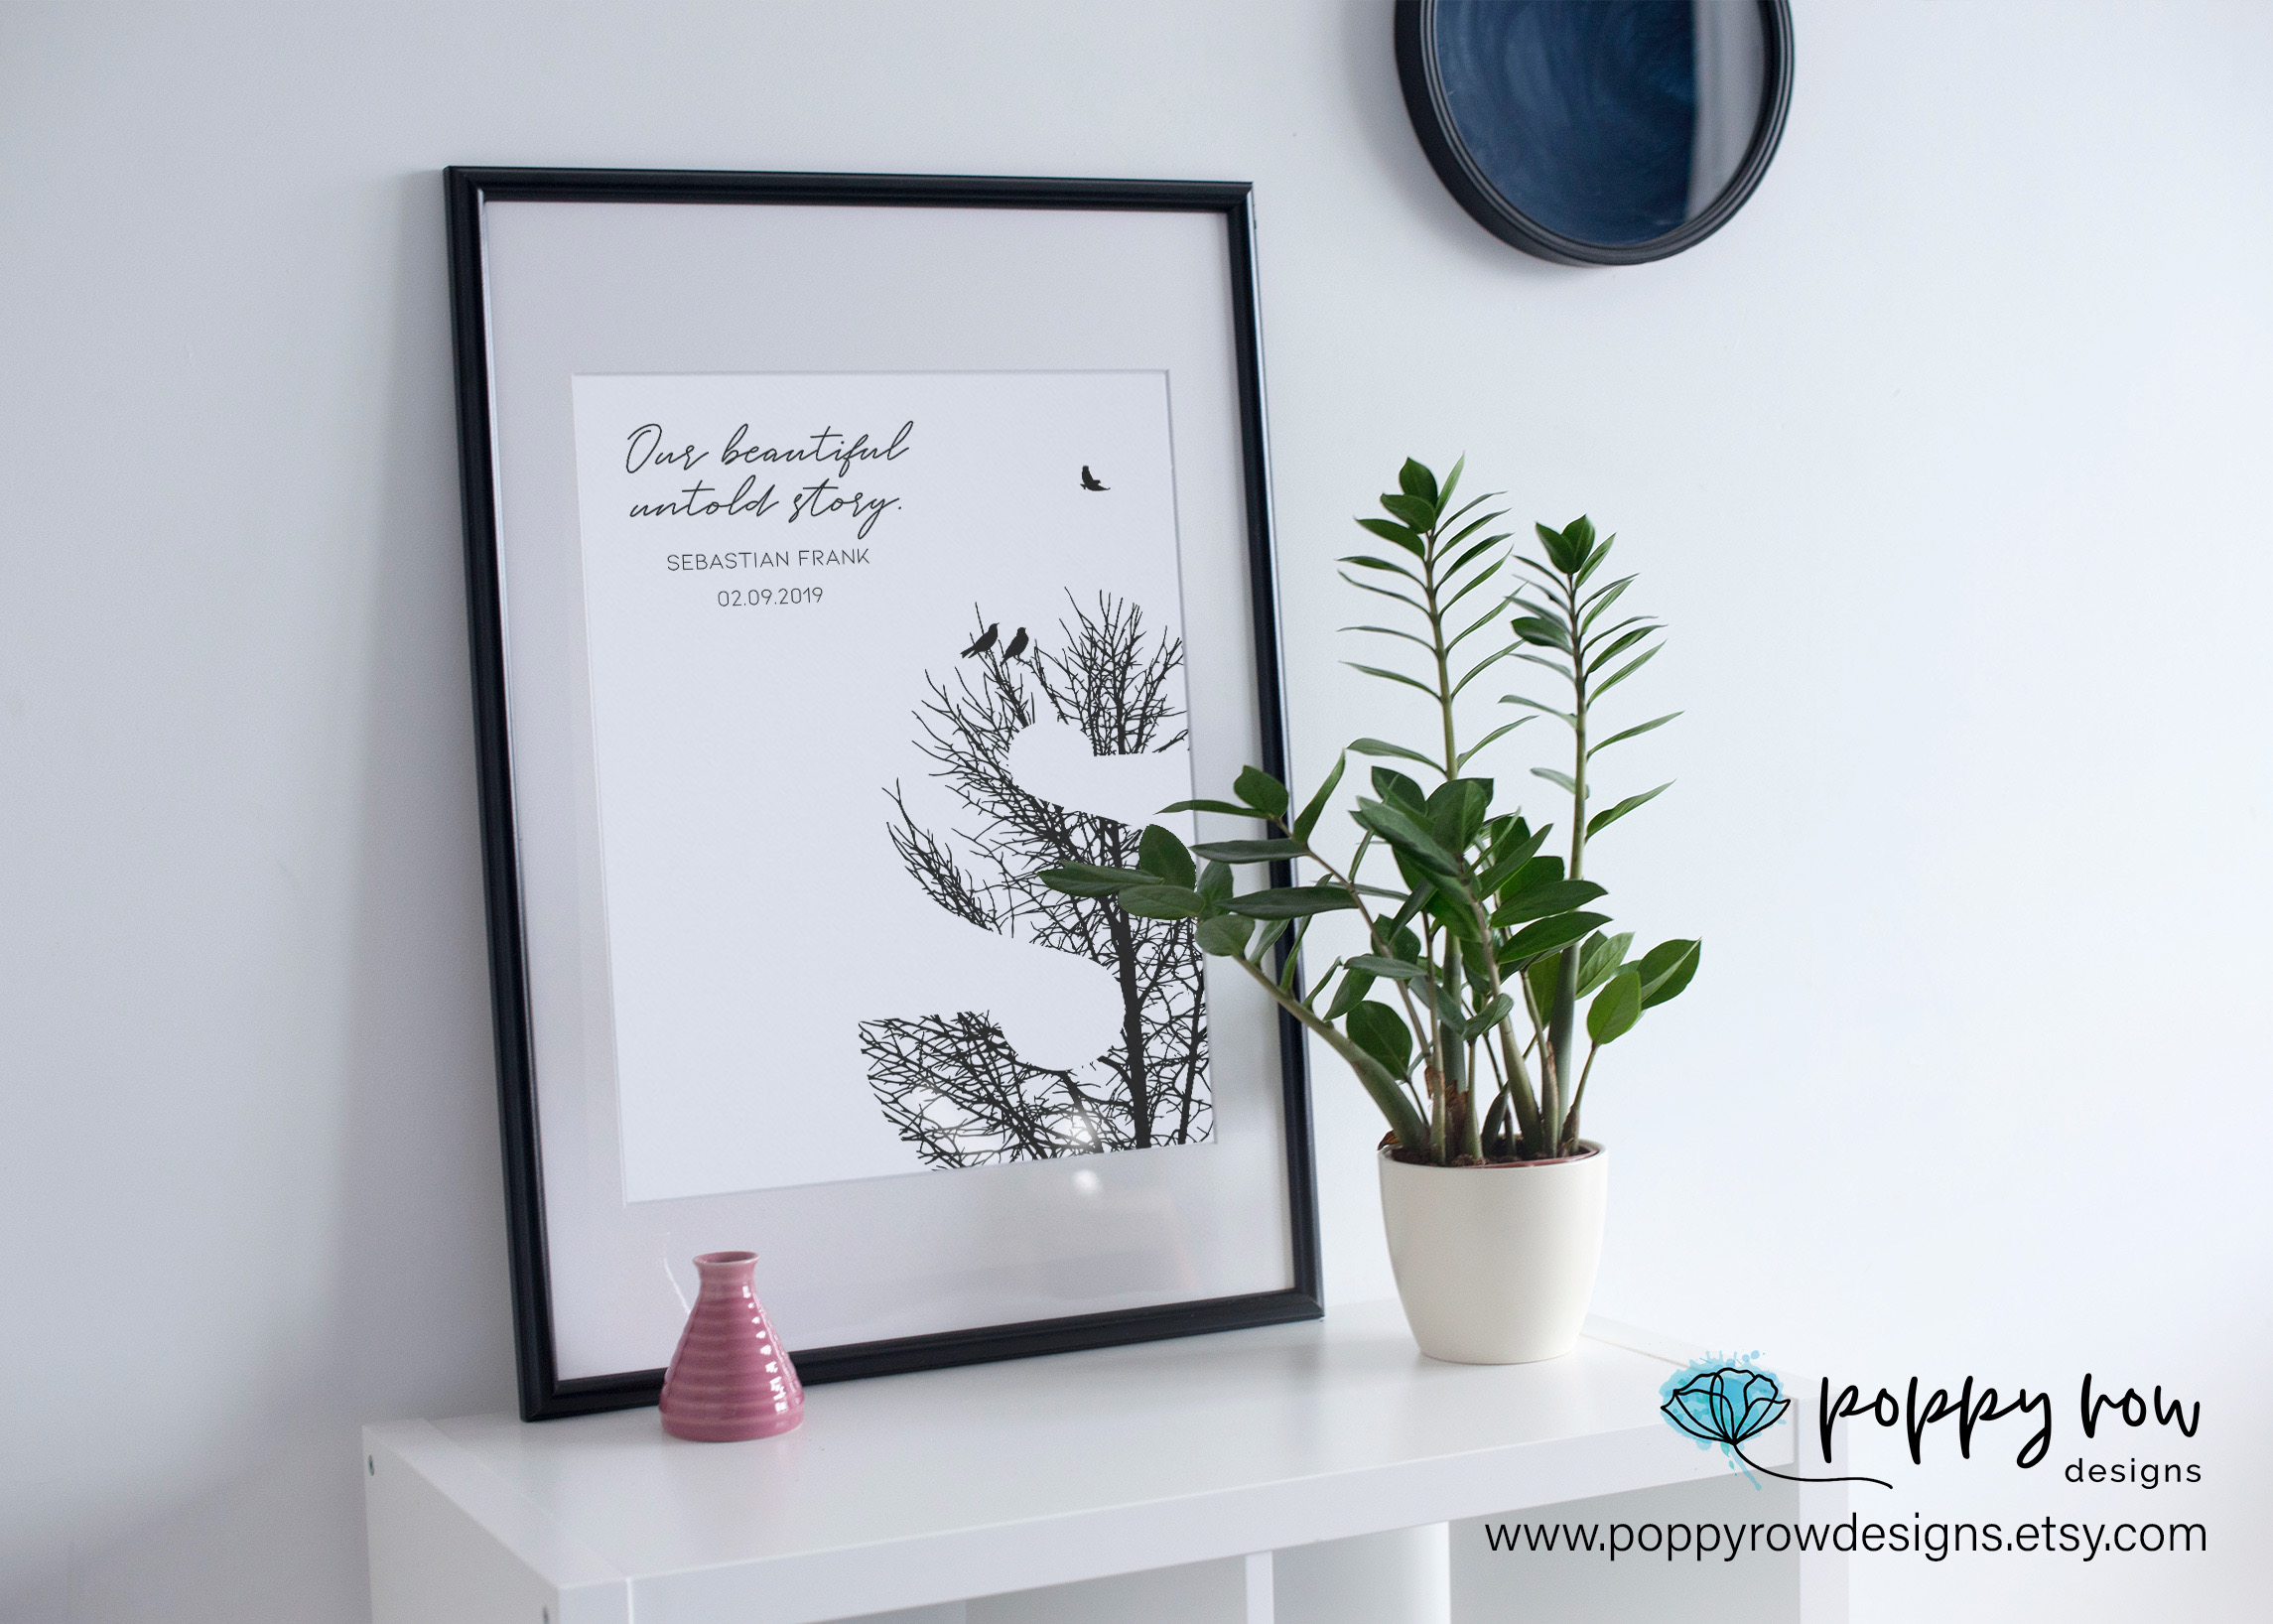 Our beautiful
untold story.
SEBASTIAN FRANK
02.09.2019
S
poppy row
designs
www.poppyrowdesigns.etsy.com